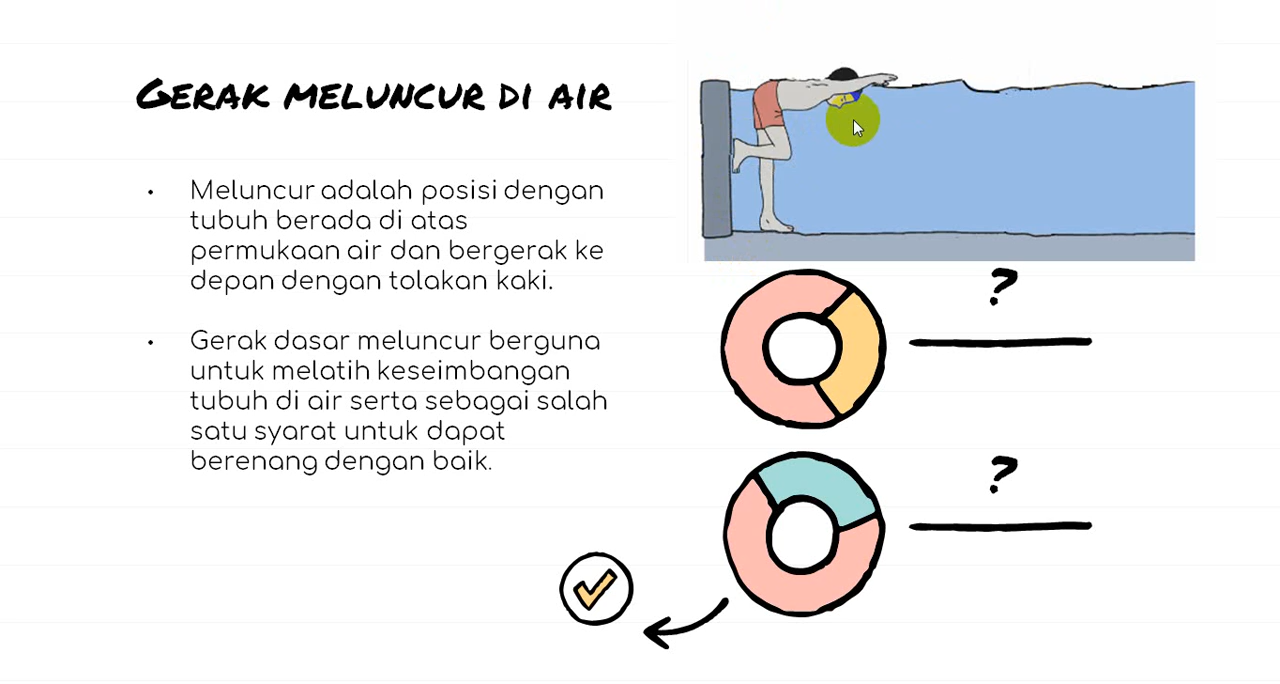 Gerak meluncur di air
• Meluncur adalah posisi dengan
tubuh berada di atas
permukaan air dan bergerak ke
depan dengan tolakan kaki.
• Gerak dasar meluncur berguna
untuk melatih keseimbangan
tubuh di air serta sebagai salah
satu syarat untuk dapat
berenang dengan baik.
?
?